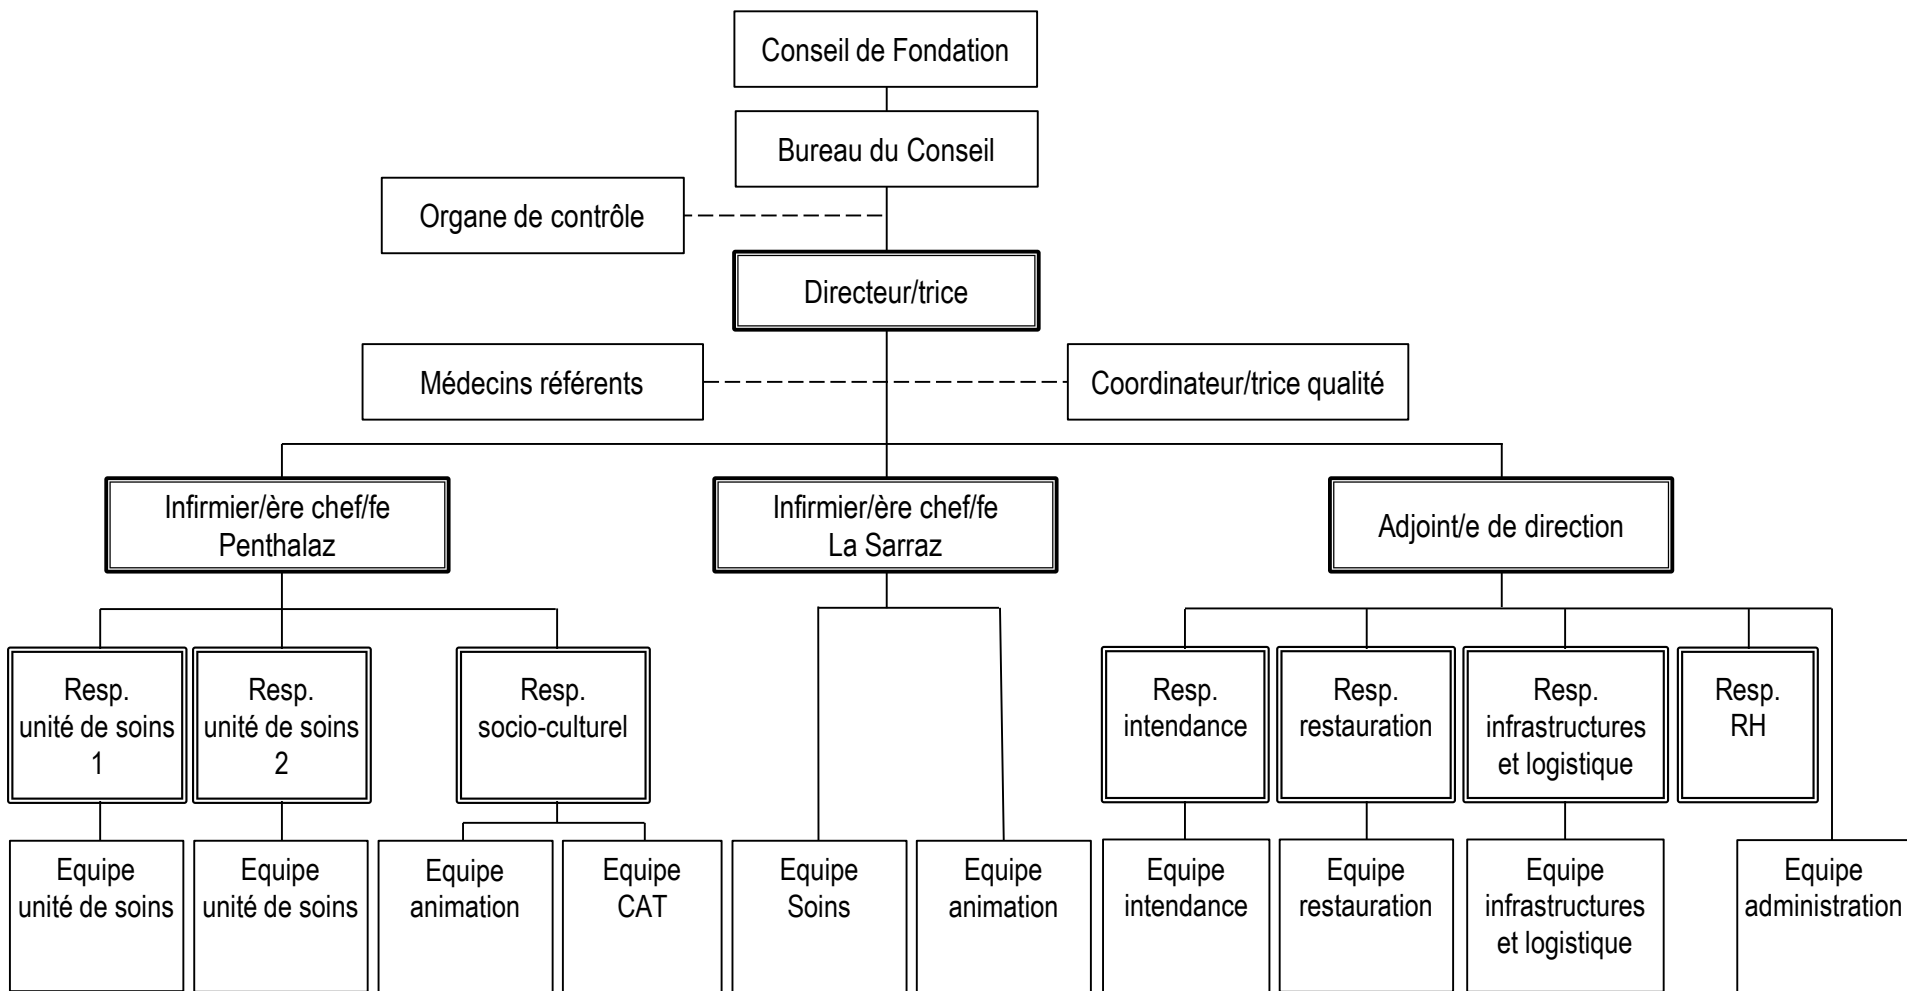 Conseil de Fondation
Bureau du Conseil
Organe de contrôle
Directeur/trice
Médecins référents
Coordinateur/trice qualité
Infirmier/ère chef/fe
Penthalaz
Infirmier/ère chef/fe
La Sarraz
Adjoint/e de direction
Resp.
unité de soins
1
Resp.
unité de soins
2
Resp.
socio-culturel
Resp.
intendance
Resp.
restauration
Resp.
infrastructures
et logistique
Resp.
RH
Equipe
unité de soins
Equipe
unité de soins
Equipe
animation
Equipe
CAT
Equipe
Soins
Equipe
animation
Equipe
intendance
Equipe
restauration
Equipe
infrastructures
et logistique
Equipe
administration